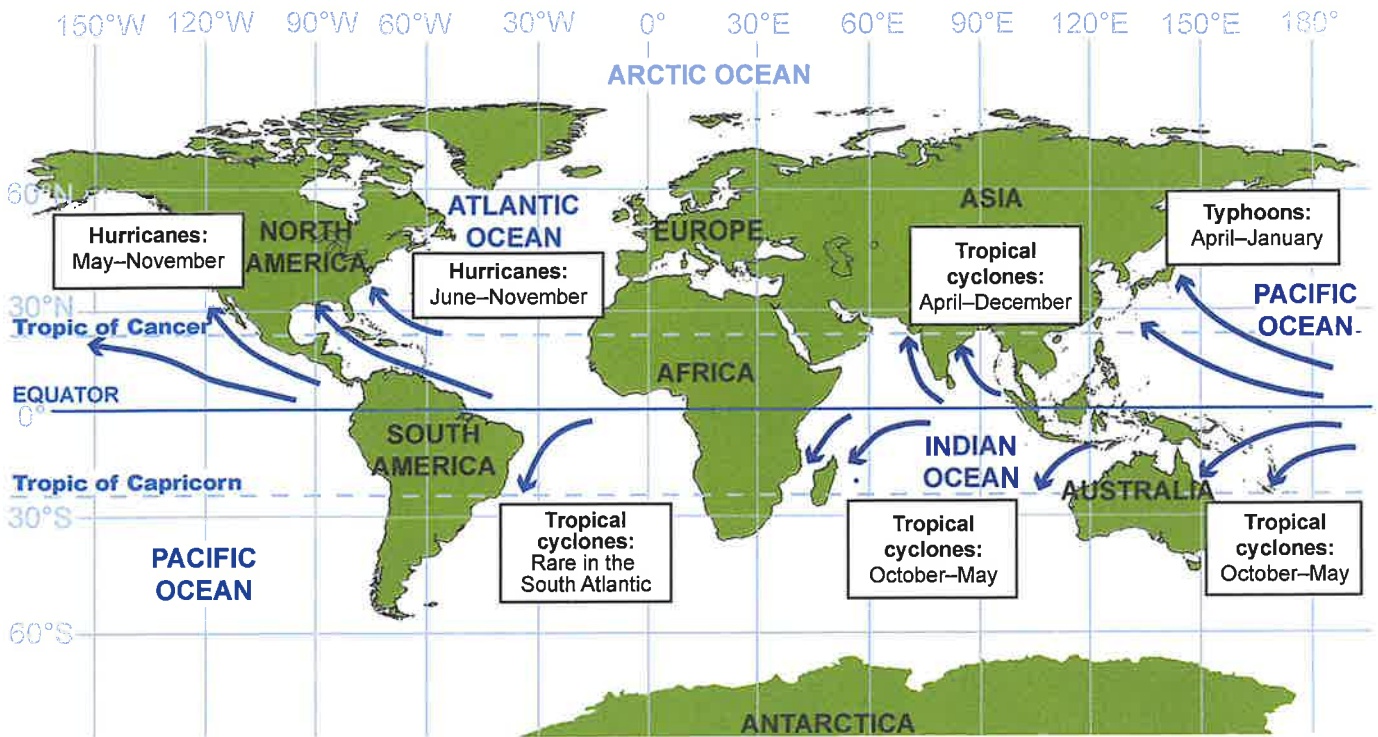 150°W 120°W 90°W 60°W 30°W 0° 30°E 60°E 90°E 120°E 150°E 180°
ARCTIC OCEAN
60°N
ATLANTIC
OCEAN
ASIA
NORTH
AMERICA
EUROPE
Hurricanes:
May–November
Hurricanes:
June–November
Tropical
cyclones:
April–December
Typhoons:
April–January
30°N
PACIFIC
OCEAN
Tropic of Cancer
AFRICA
EQUATOR
0°
SOUTH
AMERICA
INDIAN
OCEAN
Tropic of Capricorn
AUSTRALIA
30°S
PACIFIC
OCEAN
Tropical
cyclones:
Rare in the
South Atlantic
Tropical
cyclones:
October–May
Tropical
cyclones:
October–May
60°S
ANTARCTICA